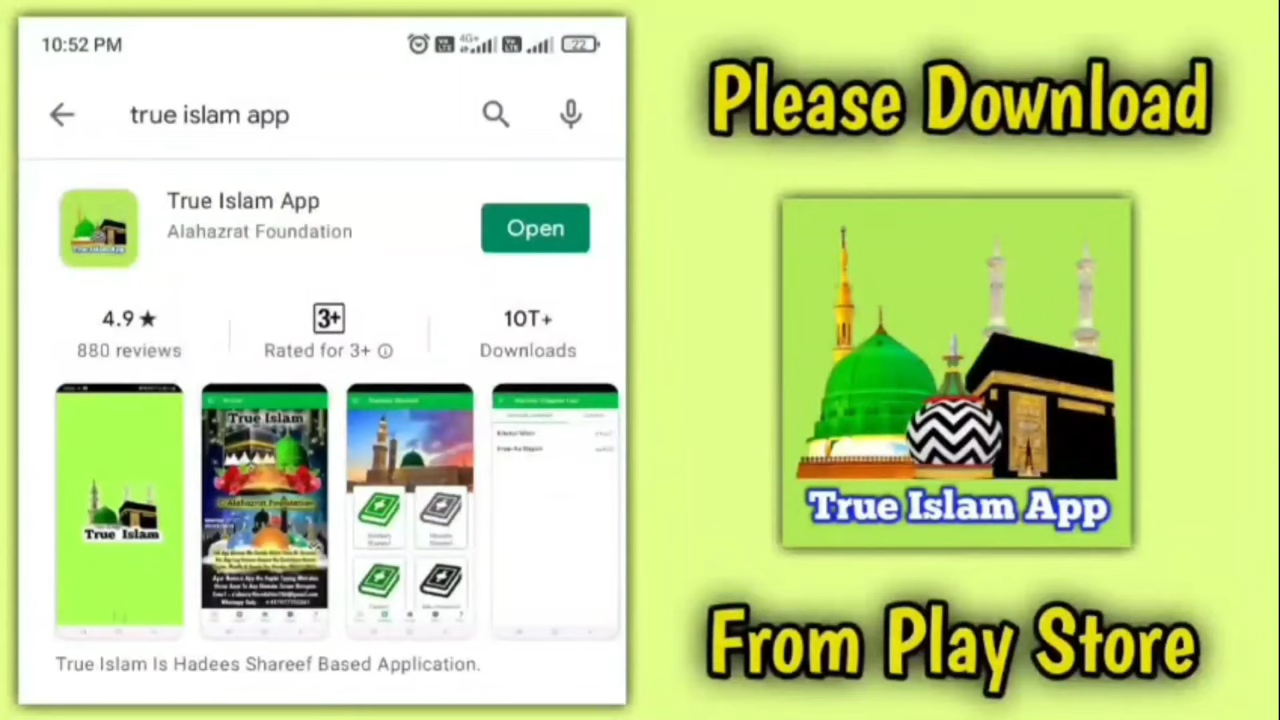 10:52 PM
4G+
22
true islam app
True Islam App
Alahazrat Foundation
Open
4.9 ★
880 reviews
3+
Rated for 3+
10T+
Downloads
True Islam
True Islam
Alahazrat Foundation
True Islam Is Hadees Shareef Based Application.
Please Download
True Islam App
From Play Store